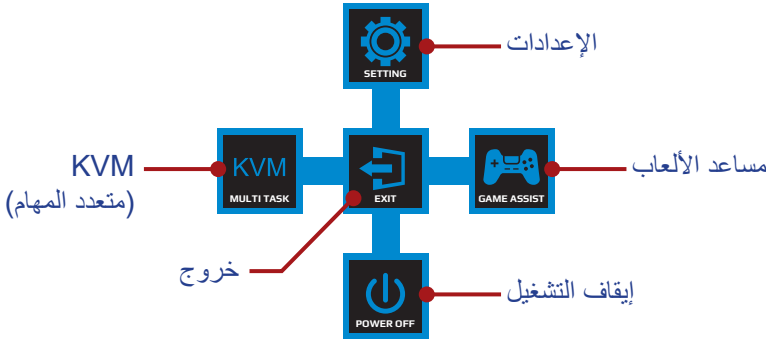 الإعدادات
SETTING
KVM
(متعدد المهام)
KVM
MULTI TASK
EXIT
GAME ASSIST
مساعد الألعاب
خروج
إيقاف التشغيل
POWER OFF